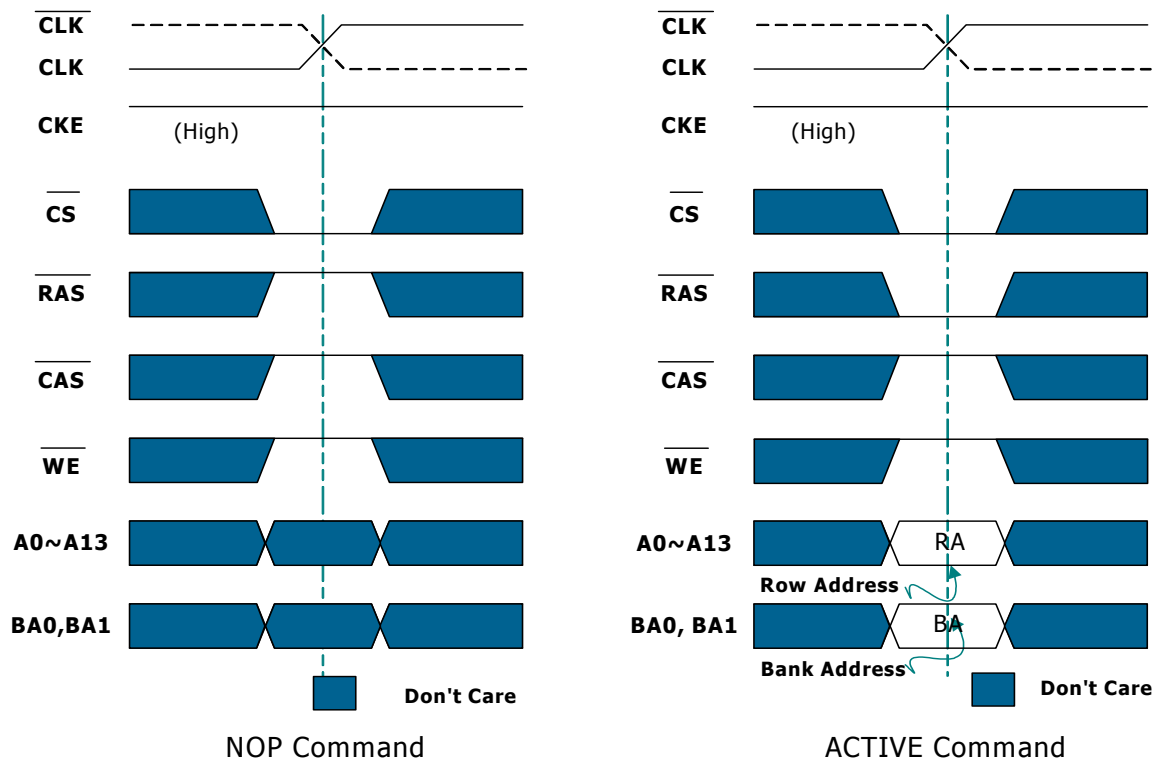 CLK
CLK
CKE
(High)
CS
RAS
CAS
WE
A0~A13
BA0,BA1
Don't Care
NOP Command
CLK
CLK
CKE
(High)
CS
RAS
CAS
WE
A0~A13
RA
Row Address
BA0, BA1
BA
Bank Address
Don't Care
ACTIVE Command